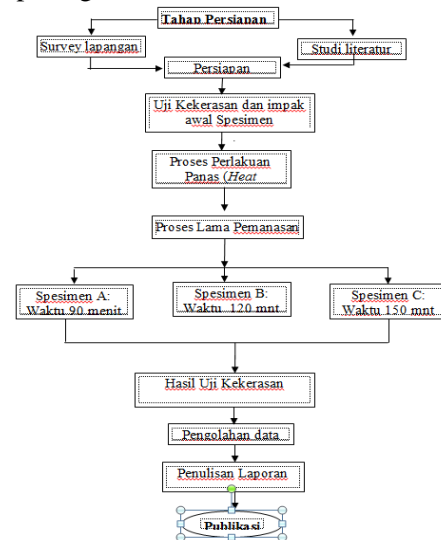 Tahap Persiapan
Survey lapangan
Studi literatur
Persiapan
Uji Kekerasan dan impak
awal Spesimen
Proses Perlakuan
Panas (Heat
Proses Lama Pemanasan
Spesimen A:
Waktu 90 menit
Spesimen B:
Waktu 120 mnt
Spesimen C:
Waktu 150 mnt
Hasil Uji Kekerasan
Pengolahan data
Penulisan Laporan
Publikasi